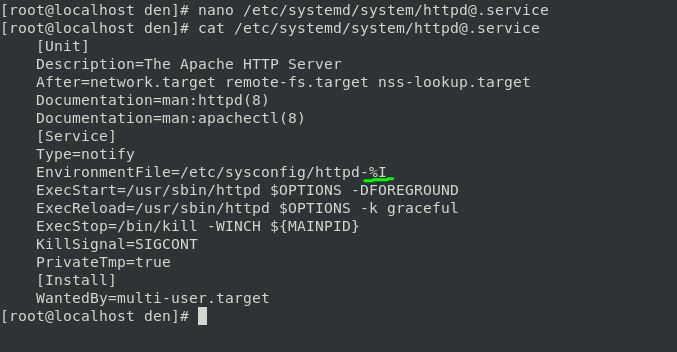 [root@localhost den]# nano /etc/systemd/system/httpd@.service
[root@localhost den]# cat /etc/systemd/system/httpd@.service
    [Unit]
    Description=The Apache HTTP Server
    After=network.target remote-fs.target nss-lookup.target
    Documentation=man:httpd(8)
    Documentation=man:apachectl(8)
    [Service]
    Type=notify
    EnvironmentFile=/etc/sysconfig/httpd-%I
    ExecStart=/usr/sbin/httpd $OPTIONS -DFOREGROUND
    ExecReload=/usr/sbin/httpd $OPTIONS -k graceful
    ExecStop=/bin/kill -WINCH ${MAINPID}
    KillSignal=SIGCONT
    PrivateTmp=true
    [Install]
    WantedBy=multi-user.target
[root@localhost den]#